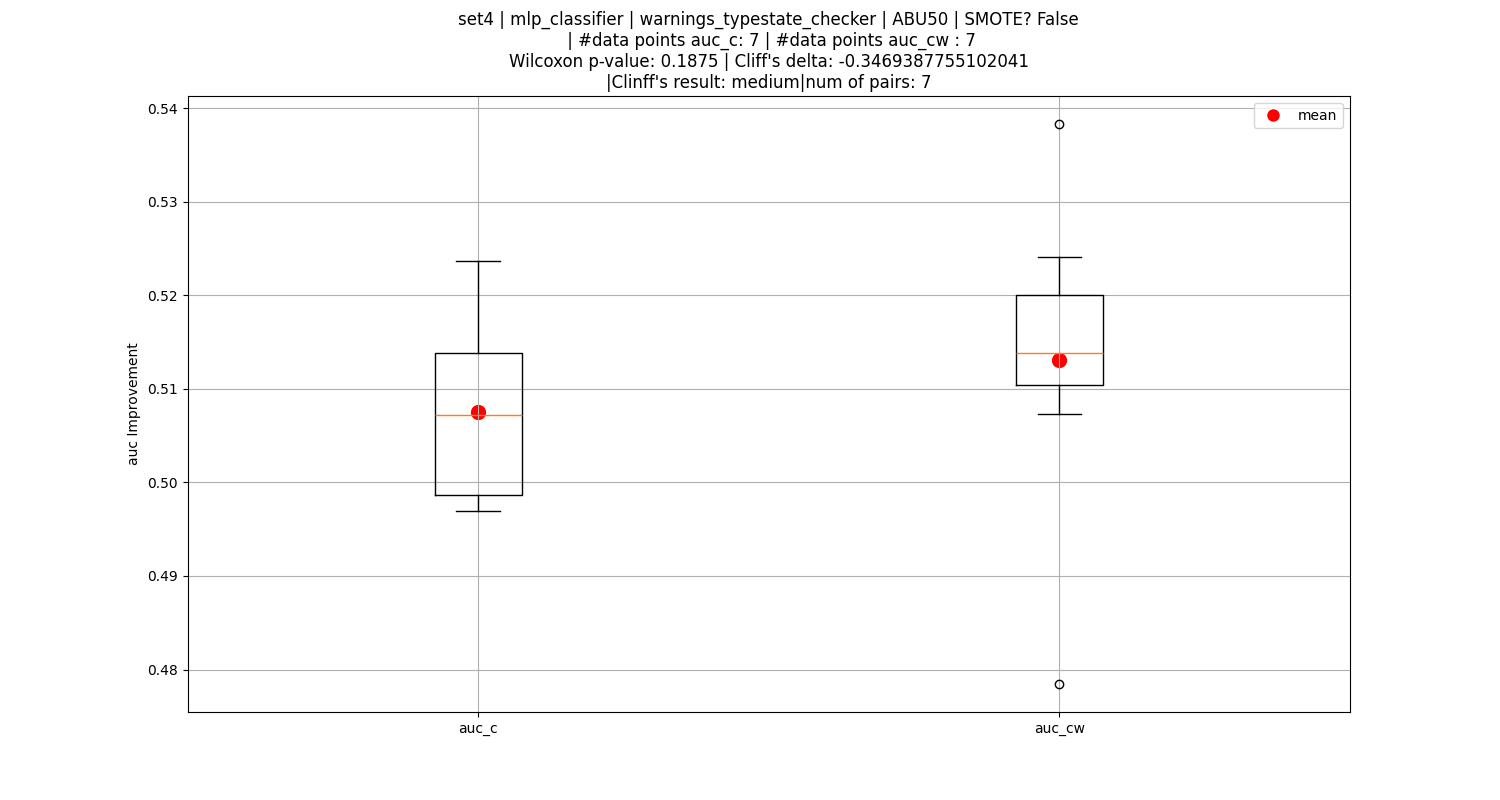 set4 | mlp_classifier | warnings_typestate_checker | ABU50 | SMOTE? False
| #data points auc_c: 7 | #data points auc_cw : 7
Wilcoxon p-value: 0.1875 | Cliff's delta: -0.3469387755102041
|Clinff's result: medium|num of pairs: 7
mean
0.54
0.53
0.52
0.51
0.50
0.49
0.48
auc Improvement
auc_c
auc_cw